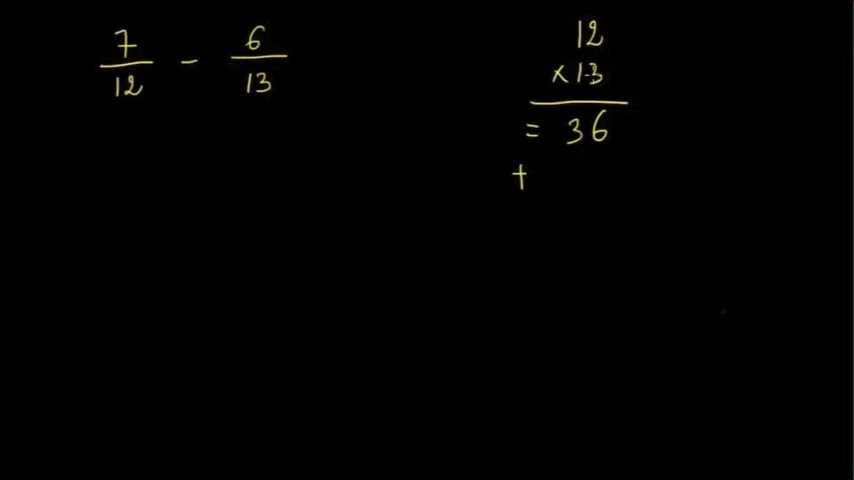 7/12 - 6/13
12
×13
= 36
+